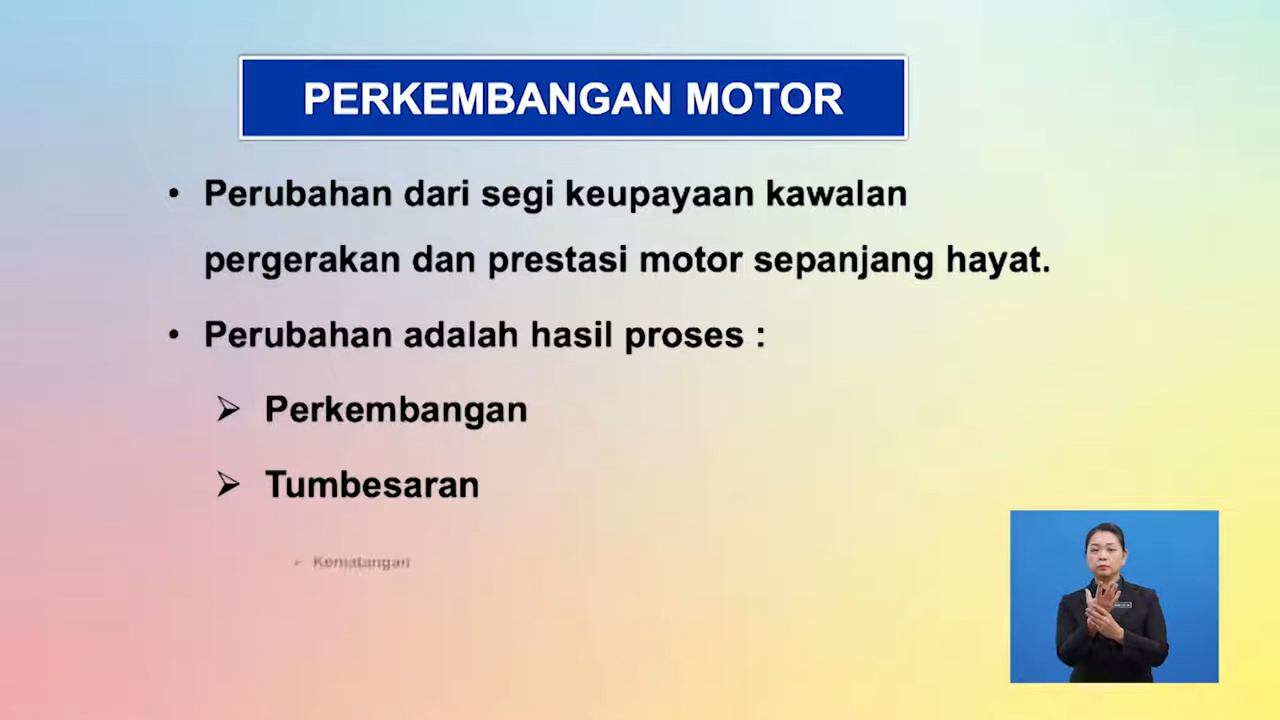 PERKEMBANGAN MOTOR
• Perubahan dari segi keupayaan kawalan
pergerakan dan prestasi motor sepanjang hayat.
• Perubahan adalah hasil proses :
➢ Perkembangan
➢ Tumbesaran
➢ Kematangan